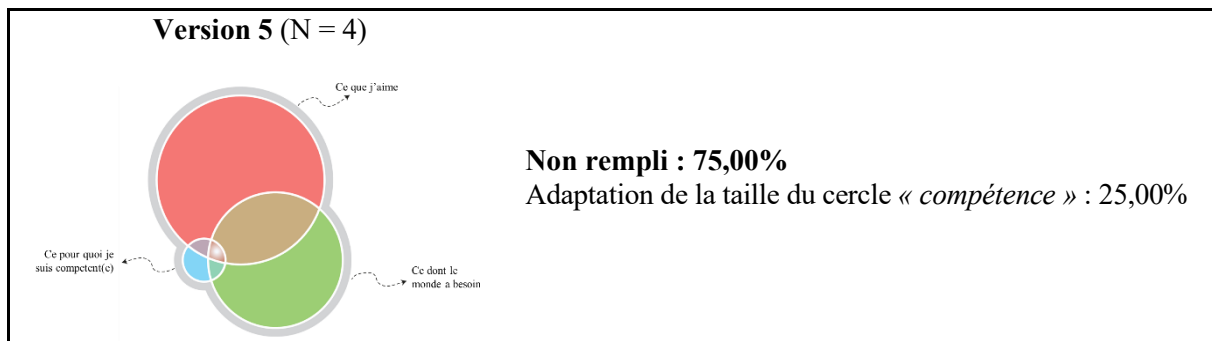 Version 5 (N = 4)
Ce que j'aime
Non rempli : 75,00%
Adaptation de la taille du cercle « compétence » : 25,00%
Ce pour quoi je
suis competent(e)
Ce dont le
monde a besoin